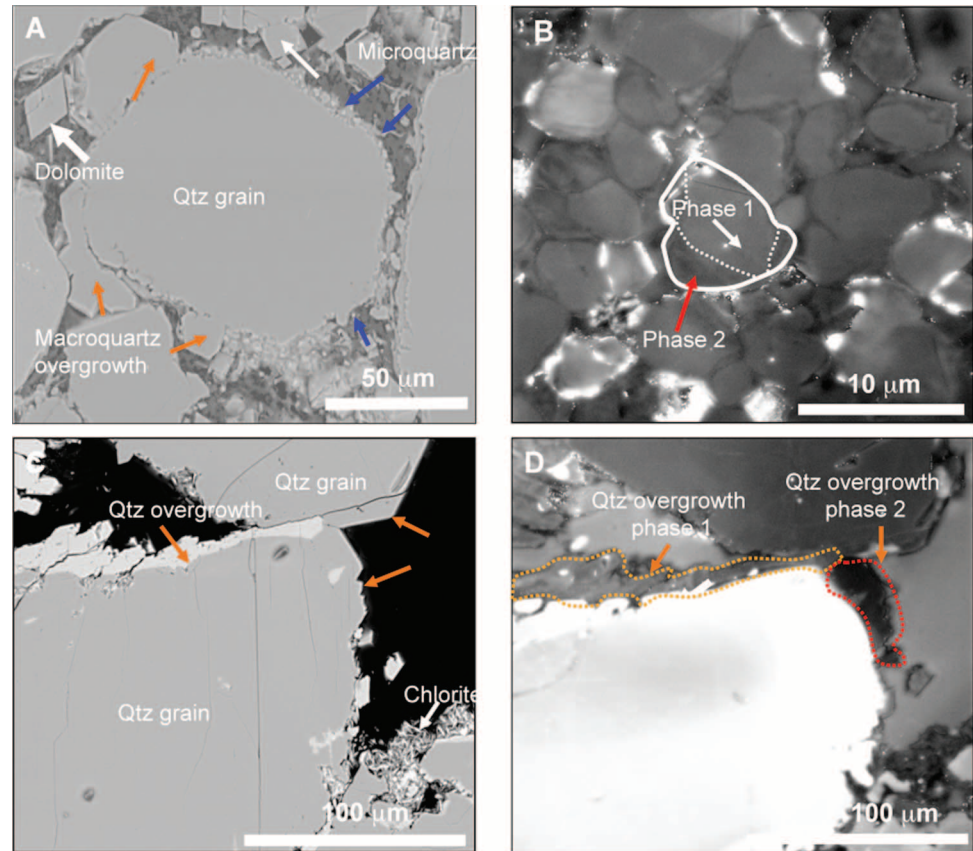 A
Microquartz
Dolomite
Qtz grain
Macroquartz
overgrowth
50 µm
B
Phase 1
Phase 2
10 µm
C
Qtz grain
Qtz overgrowth
Qtz grain
Chlorite
100 µm
D
Qtz overgrowth
phase 1
Qtz overgrowth
phase 2
100 µm